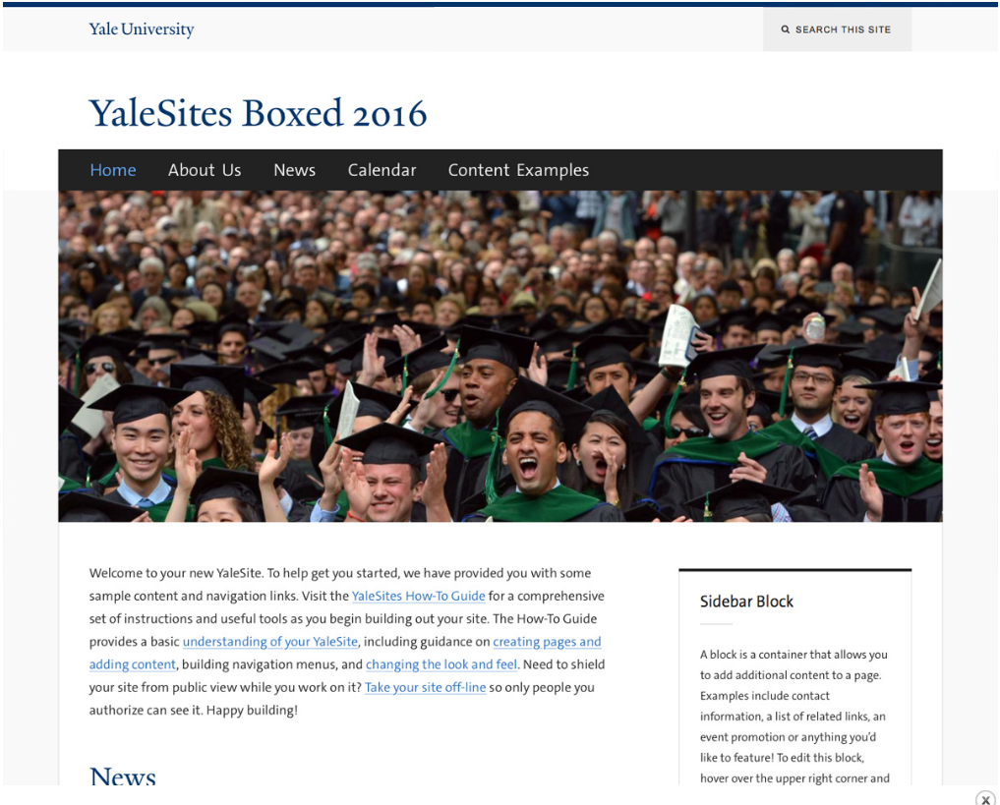 Yale University
SEARCH THIS SITE
YaleSites Boxed 2016
Home About Us News Calendar Content Examples
Welcome to your new YaleSite. To help get you started, we have provided you with some
sample content and navigation links. Visit the YaleSites How-To Guide for a comprehensive
set of instructions and useful tools as you begin building out your site. The How-To Guide
provides a basic understanding of your YaleSite, including guidance on creating pages and
adding content, building navigation menus, and changing the look and feel. Need to shield
your site from public view while you work on it? Take your site off-line so only people you
authorize can see it. Happy building!
News
Sidebar Block
A block is a container that allows you
to add additional content to a page.
Examples include contact
information, a list of related links, an
event promotion or anything you'd
like to feature! To edit this block,
hover over the upper right corner and
x